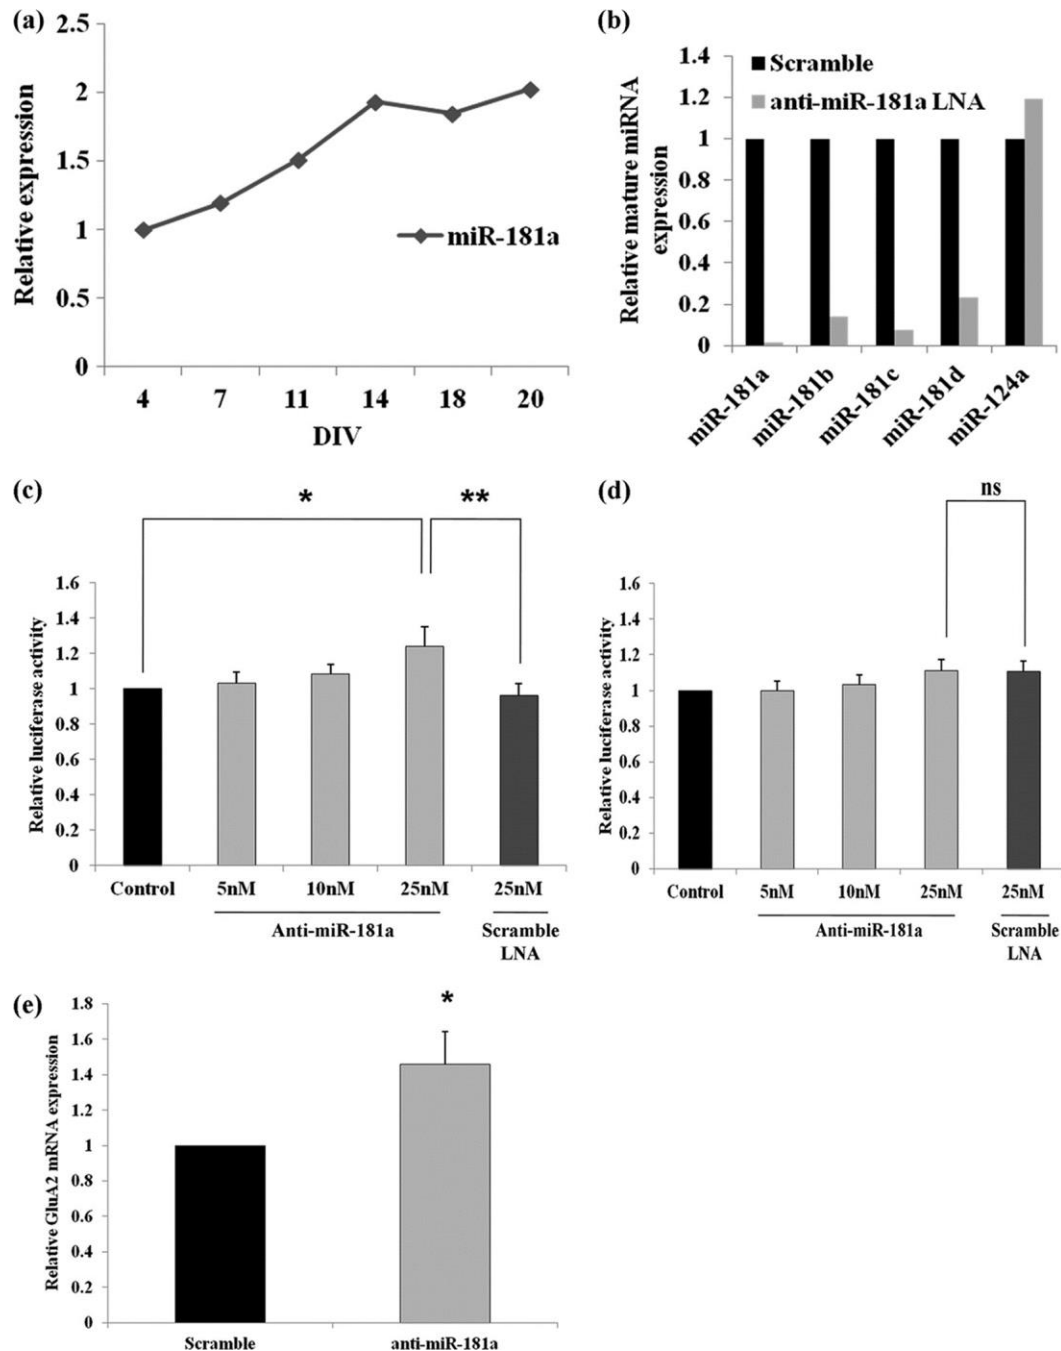 (a)
2.5
2
1.5
1
0.5
0
Relative expression
miR-181a
4 7 11 14 18 20
DIV
(b)
1.4
1.2
1
0.8
0.6
0.4
0.2
0
Relative mature miRNA
expression
Scramble
anti-miR-181a LNA
miR-181a
miR-181b
miR-181c
miR-181d
miR-124a
(c)
*
**
1.6
1.4
1.2
1
0.8
0.6
0.4
0.2
0
Relative luciferase activity
Control 5nM 10nM 25nM 25nM
Anti-miR-181a Scramble
LNA
(d)
ns
1.6
1.4
1.2
1
0.8
0.6
0.4
0.2
0
Relative luciferase activity
Control 5nM 10nM 25nM 25nM
Anti-miR-181a Scramble
LNA
(e)
*
1.8
1.6
1.4
1.2
1
0.8
0.6
0.4
0.2
0
Relative GluA2 mRNA expression
Scramble anti-miR-181a